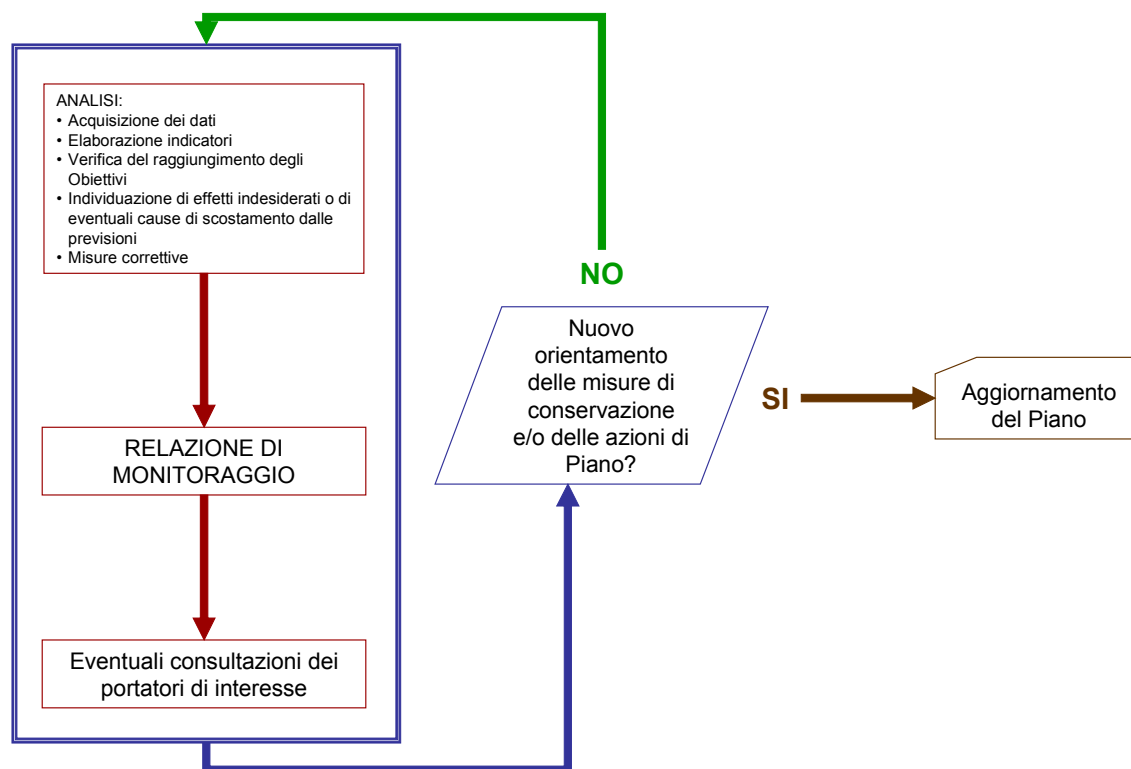 ANALISI:
• Acquisizione dei dati
• Elaborazione indicatori
• Verifica del raggiungimento degli
Obiettivi
• Individuazione di effetti indesiderati o di
eventuali cause di scostamento dalle
previsioni
• Misure correttive
RELAZIONE DI
MONITORAGGIO
Eventuali consultazioni dei
portatori di interesse
NO
Nuovo
orientamento
delle misure di
conservazione
e/o delle azioni di
Piano?
SI
Aggiornamento
del Piano